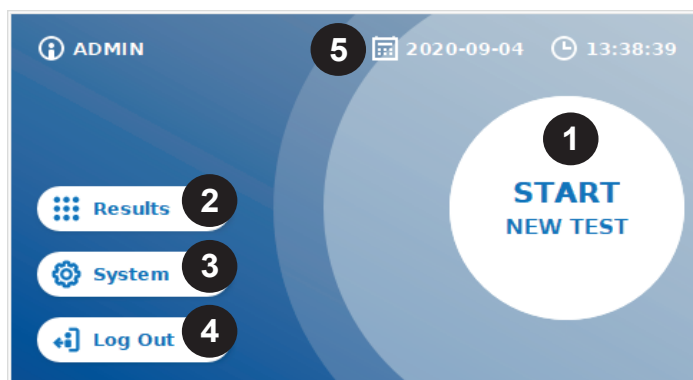 ADMIN
5
2020-09-04
13:38:39
1
START
NEW TEST
Results
2
System
3
Log Out
4